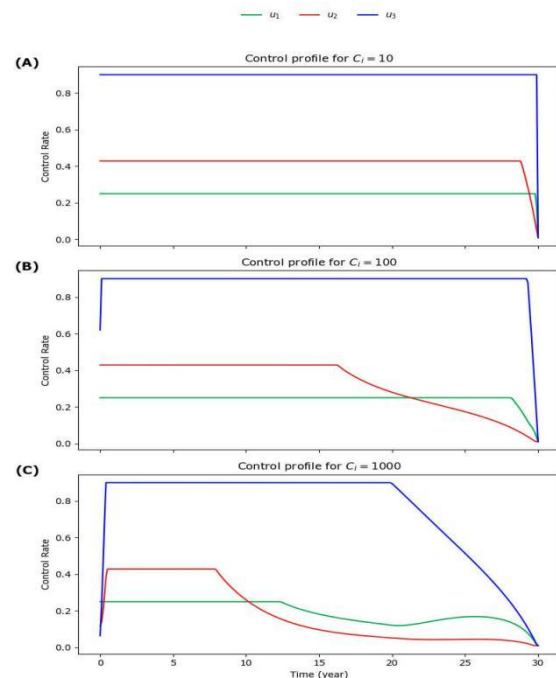 u₁ u₂ u₃
(A)
Control profile for Cᵢ = 10
Control Rate
0.8
0.6
0.4
0.2
0.0
(B)
Control profile for Cᵢ = 100
Control Rate
0.8
0.6
0.4
0.2
0.0
(C)
Control profile for Cᵢ = 1000
Control Rate
0.8
0.6
0.4
0.2
0.0
0 5 10 15 20 25 30
Time (year)